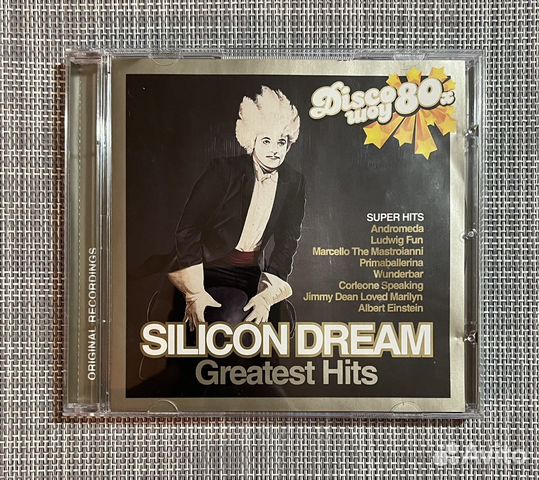 Disco
шоу 80х
SUPER HITS
Andromeda
Ludwig Fun
Marcello The Mastroianni
Primaballerina
Wunderbar
Corleone Speaking
Jimmy Dean Loved Marilyn
Albert Einstein
SILICON DREAM
Greatest Hits
ORIGINAL RECORDINGS
Avito